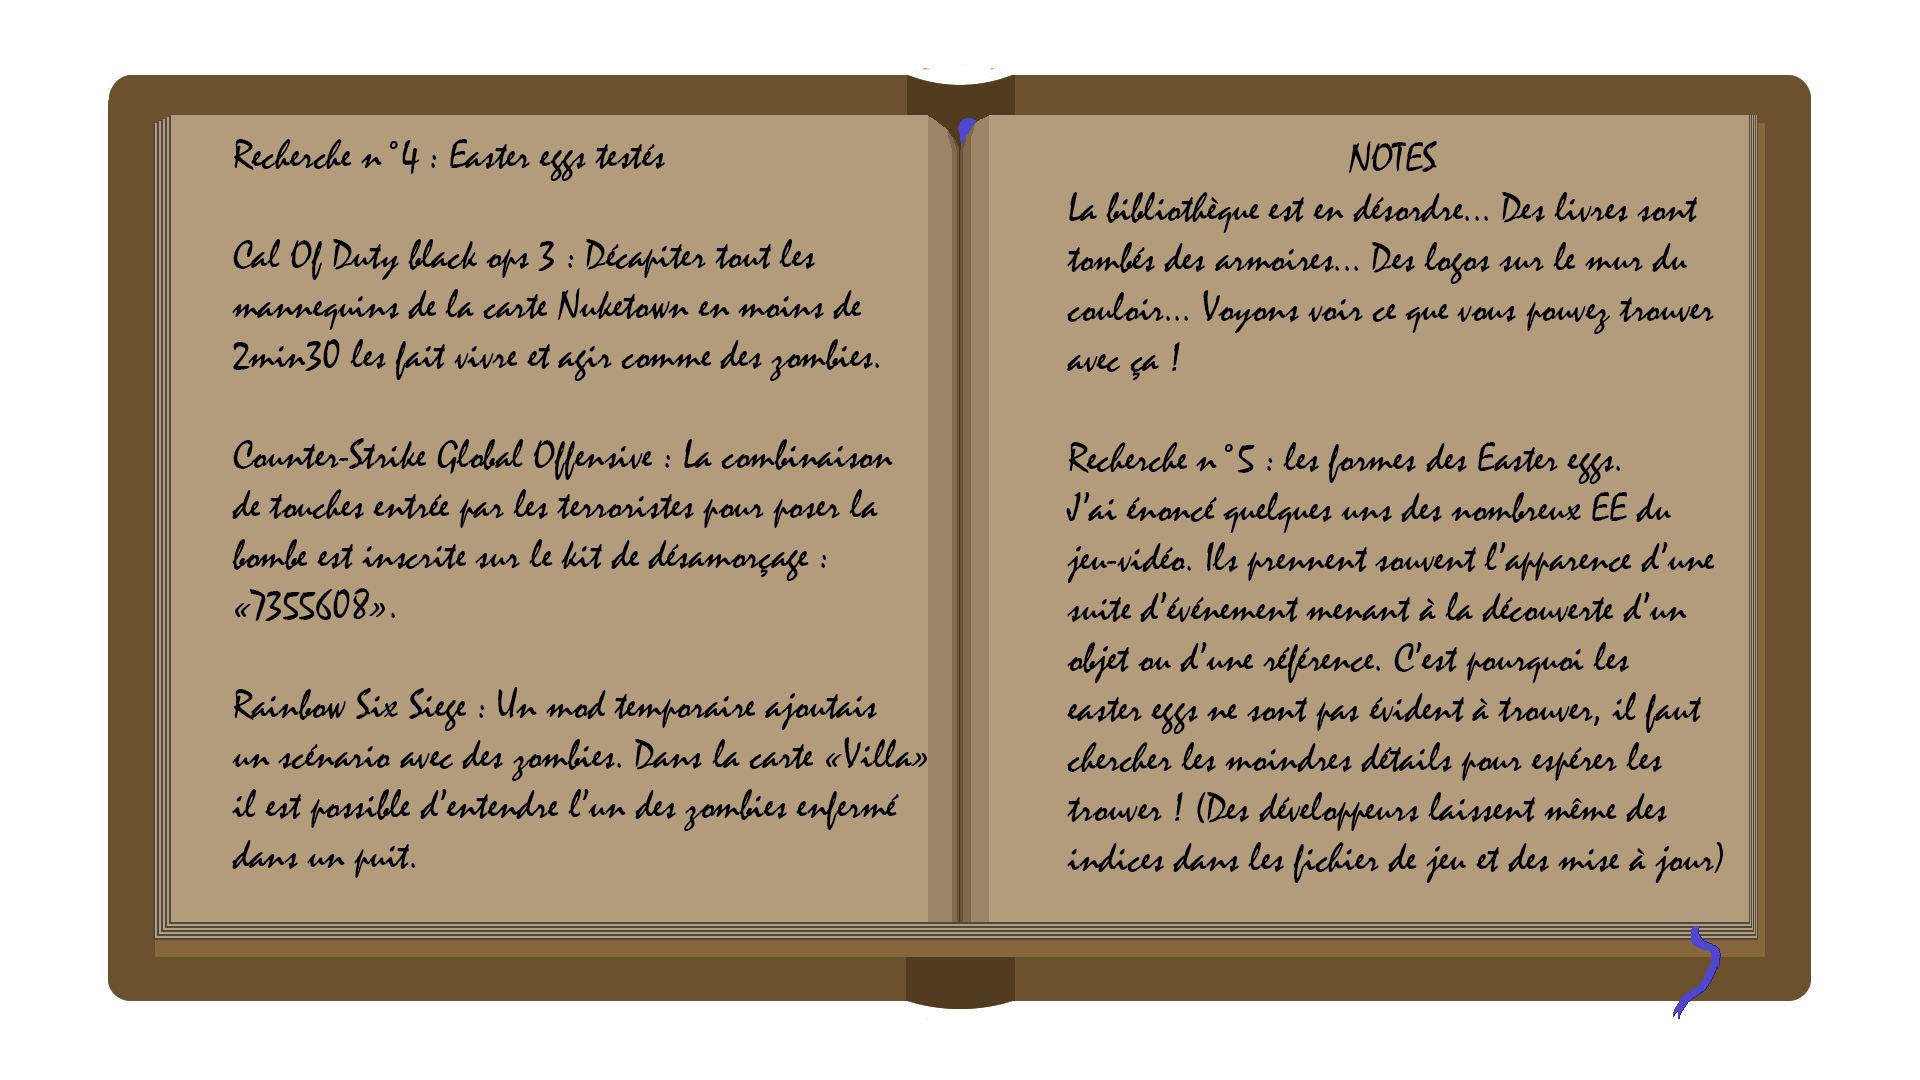 Recherche n°4 : Easter eggs testés
Cal Of Duty black ops 3 : Décapiter tout les
mannequins de la carte Nuketown en moins de
2min30 les fait vivre et agir comme des zombies.
Counter-Strike Global Offensive : La combinaison
de touches entrée par les terroristes pour poser la
bombe est inscrite sur le kit de désamorçage :
«7355608».
Rainbow Six Siege : Un mod temporaire ajoutais
un scénario avec des zombies. Dans la carte «Villa»
il est possible d'entendre l'un des zombies enfermé
dans un puit.
NOTES
La bibliothèque est en désordre... Des livres sont
tombés des armoires... Des logos sur le mur du
couloir... Voyons voir ce que vous pouvez trouver
avec ça !
Recherche n°5 : les formes des Easter eggs.
J'ai énoncé quelques uns des nombreux EE du
jeu-vidéo. Ils prennent souvent l'apparence d'une
suite d'événement menant à la découverte d'un
objet ou d'une référence. C'est pourquoi les
easter eggs ne sont pas évident à trouver, il faut
chercher les moindres détails pour espérer les
trouver ! (Des développeurs laissent même des
indices dans les fichier de jeu et des mise à jour)